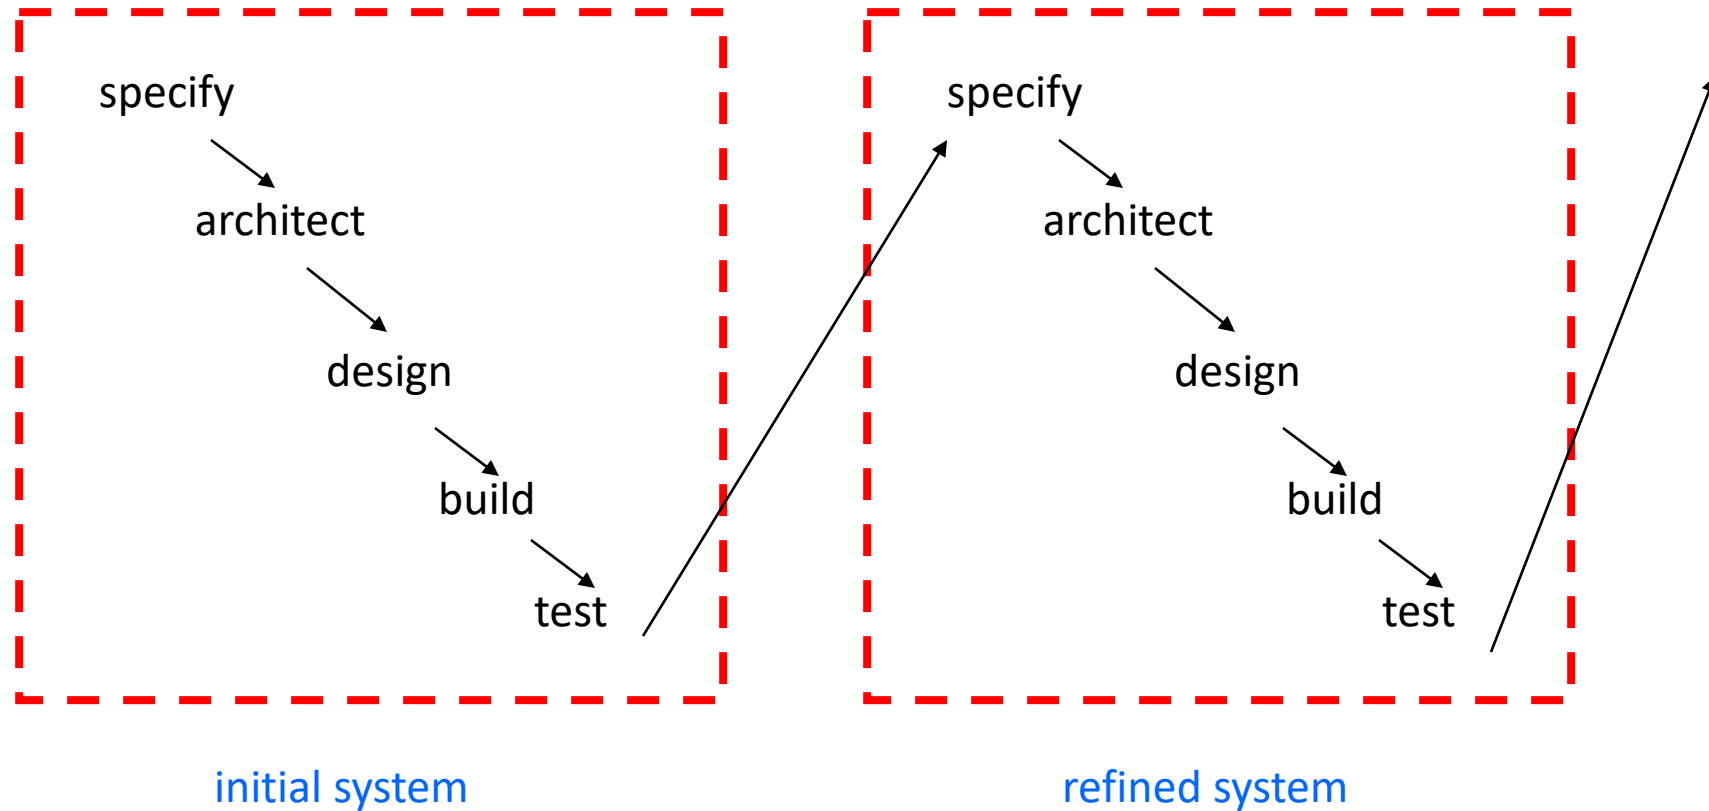 specify
architect
design
build
test
initial system
specify
architect
design
build
test
refined system